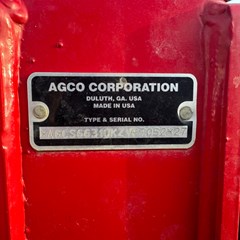 AGCO CORPORATION
DULUTH, GA. USA
MADE IN USA
TYPE & SERIAL NO.